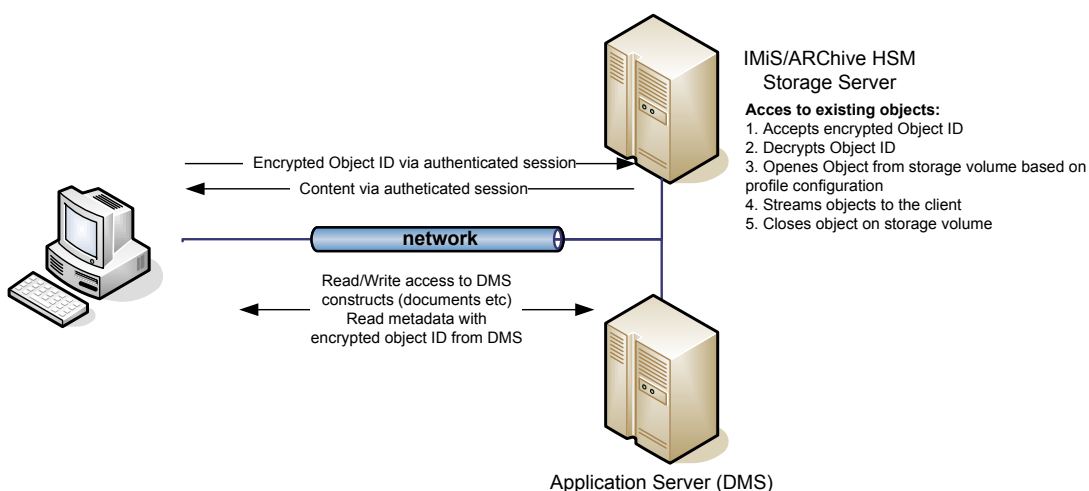 IMiS/ARChive HSM
Storage Server
Acces to existing objects:
1. Accepts encrypted Object ID
2. Decrypts Object ID
3. Openes Object from storage volume based on
profile configuration
4. Streams objects to the client
5. Closes object on storage volume
Encrypted Object ID via authenticated session
Content via autheticated session
network
Read/Write access to DMS
constructs (documents etc)
Read metadata with
encrypted object ID from DMS
Application Server (DMS)